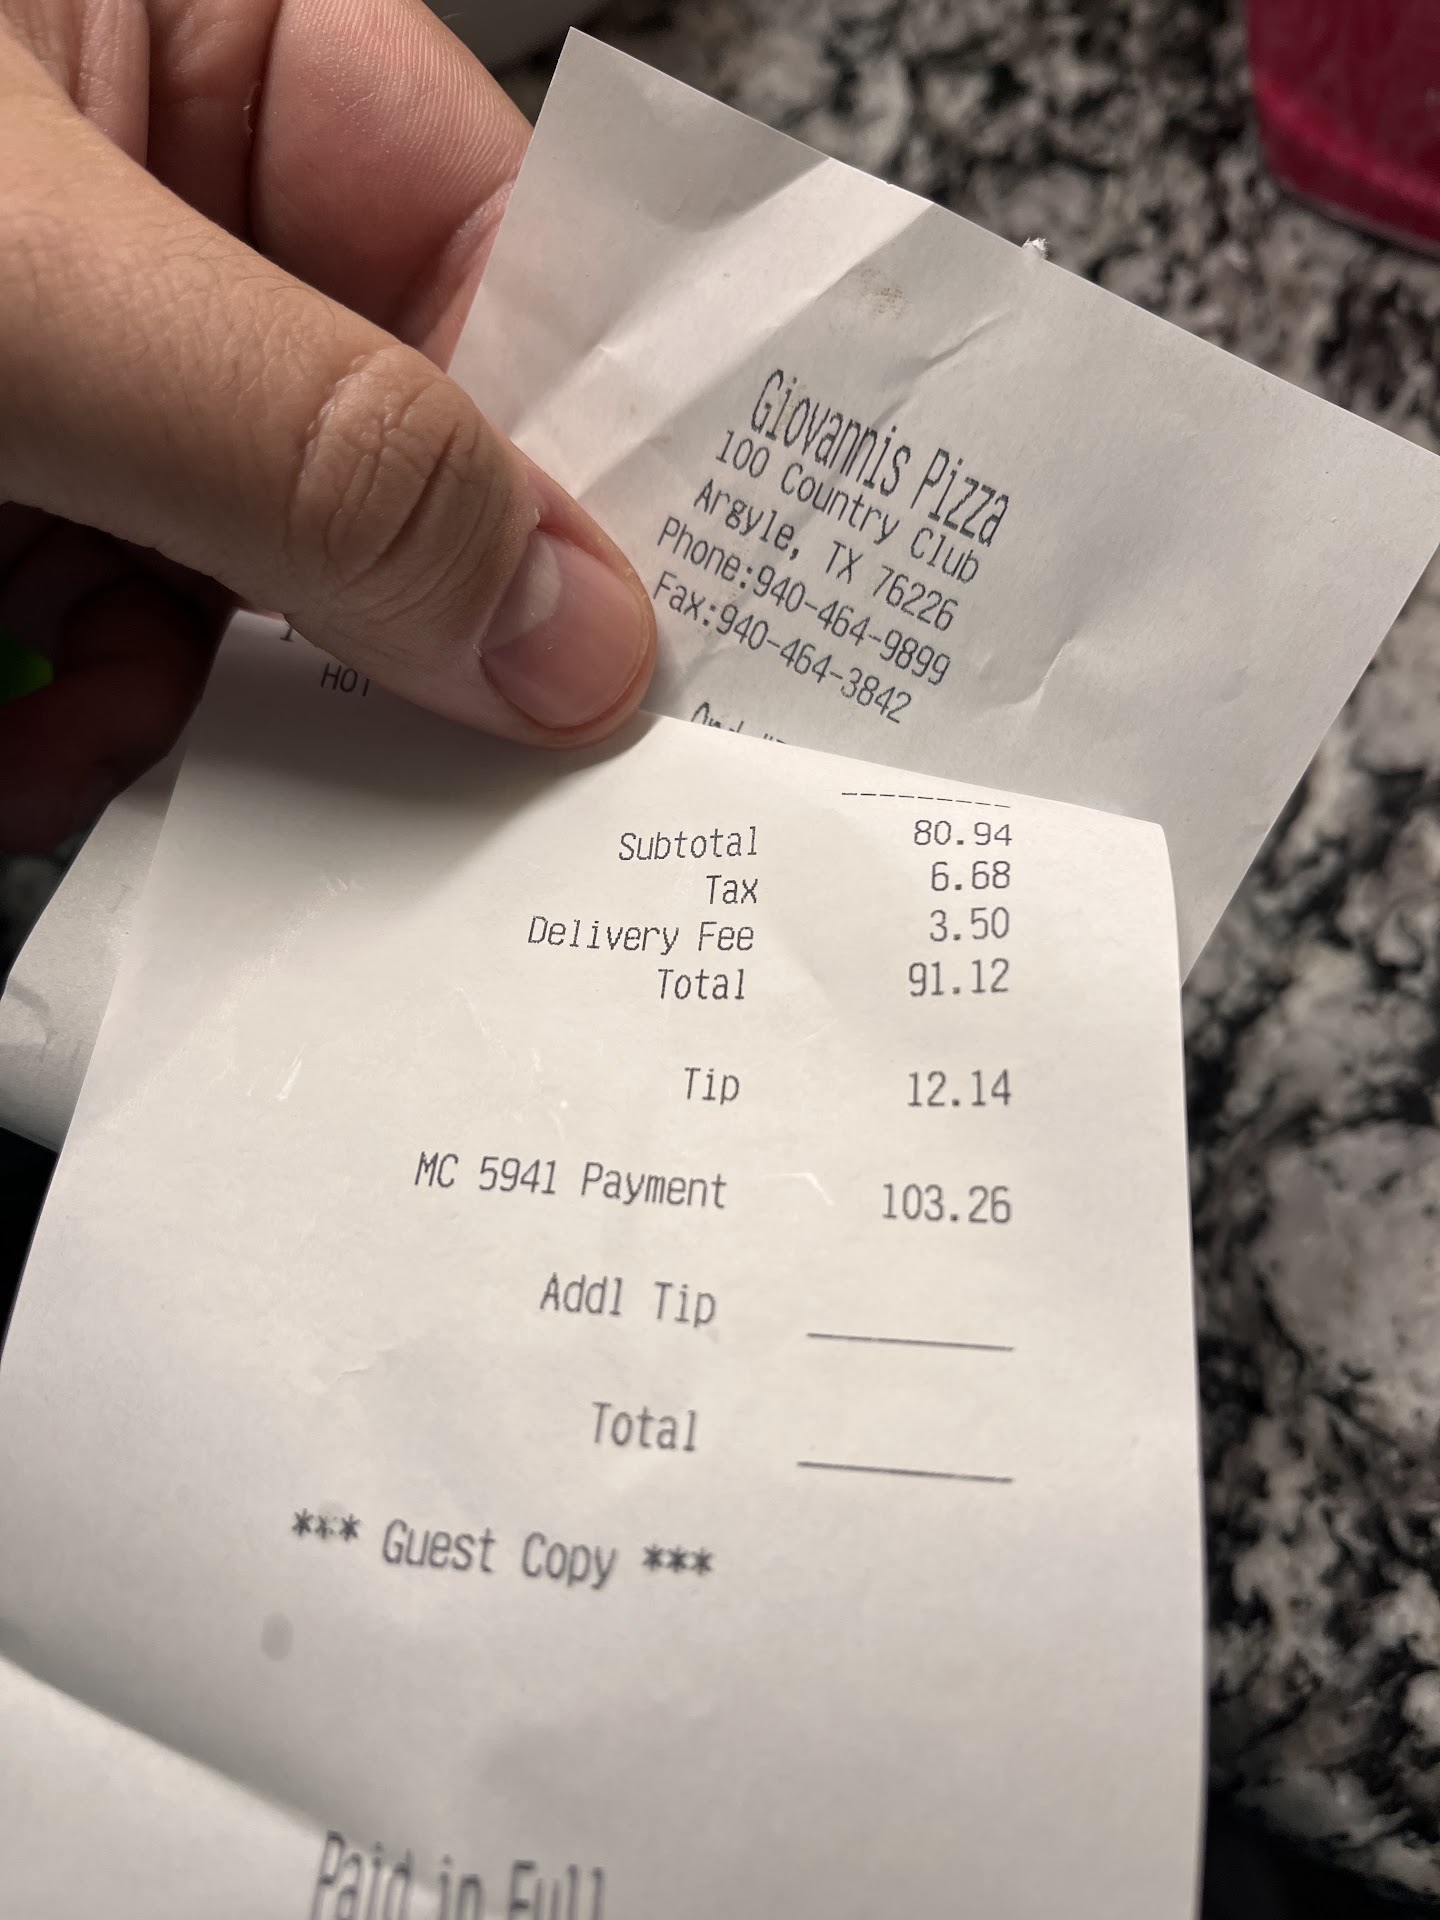 Giovannis Pizza
100 Country Club
Argyle, TX 76226
Phone:940-464-9899
Fax:940-464-3842
HOT
---------
Subtotal 80.94
Tax 6.68
Delivery Fee 3.50
Total 91.12
Tip 12.14
MC 5941 Payment 103.26
Addl Tip
Total
*** Guest Copy ***
Paid in Full